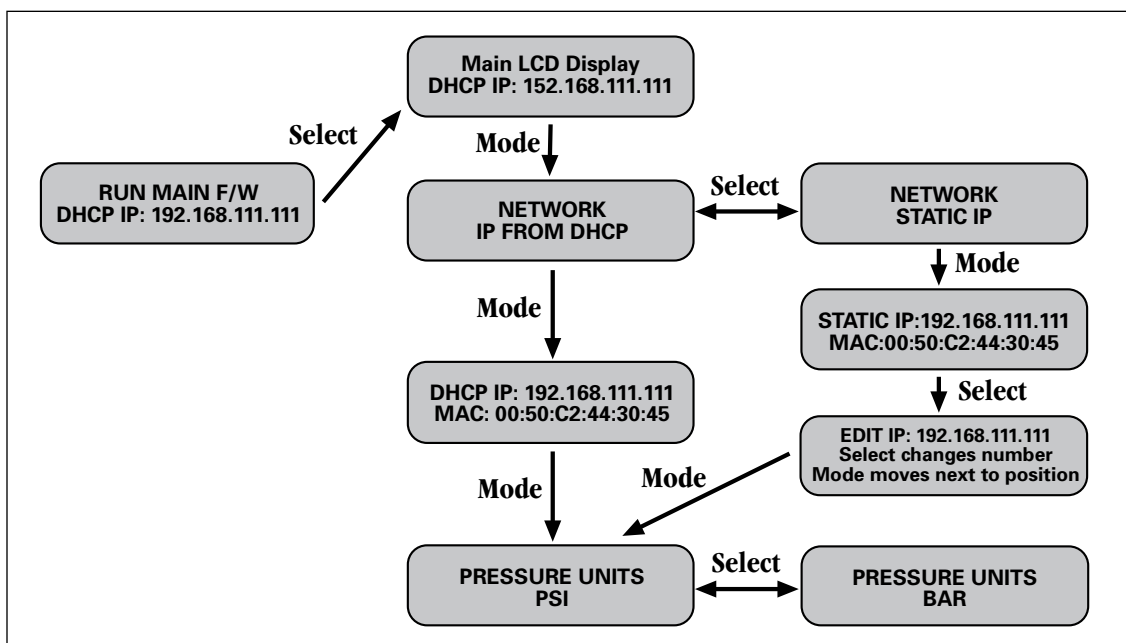 Main LCD Display
DHCP IP: 152.168.111.111
Select
Mode
RUN MAIN F/W
DHCP IP: 192.168.111.111
NETWORK
IP FROM DHCP
Select
NETWORK
STATIC IP
Mode
Mode
STATIC IP:192.168.111.111
MAC:00:50:C2:44:30:45
DHCP IP: 192.168.111.111
MAC: 00:50:C2:44:30:45
Select
EDIT IP: 192.168.111.111
Select changes number
Mode moves next to position
Mode
Mode
PRESSURE UNITS
PSI
Select
PRESSURE UNITS
BAR